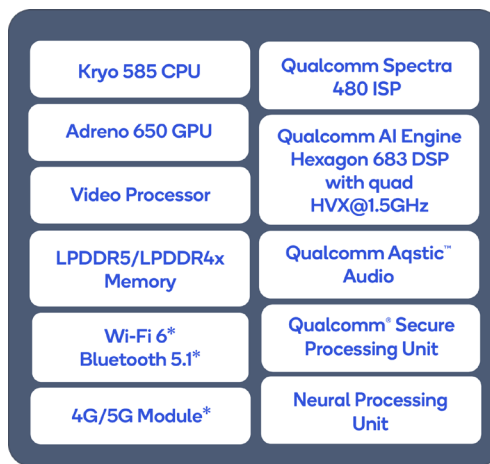 Kryo 585 CPU
Adreno 650 GPU
Video Processor
LPDDR5/LPDDR4x
Memory
Wi-Fi 6*
Bluetooth 5.1*
4G/5G Module*
Qualcomm Spectra
480 ISP
Qualcomm AI Engine
Hexagon 683 DSP
with quad
HVX@1.5GHz
Qualcomm Aqstic™
Audio
Qualcomm® Secure
Processing Unit
Neural Processing
Unit